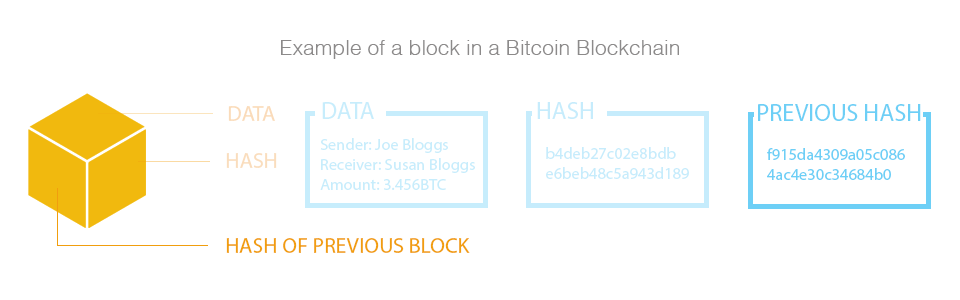 Example of a block in a Bitcoin Blockchain
DATA
HASH
HASH OF PREVIOUS BLOCK
DATA
Sender: Joe Bloggs
Receiver: Susan Bloggs
Amount: 3.456BTC
HASH
b4deb27c02e8bdb
e6beb48c5a943d189
PREVIOUS HASH
f915da4309a05c086
4ac4e30c34684b0